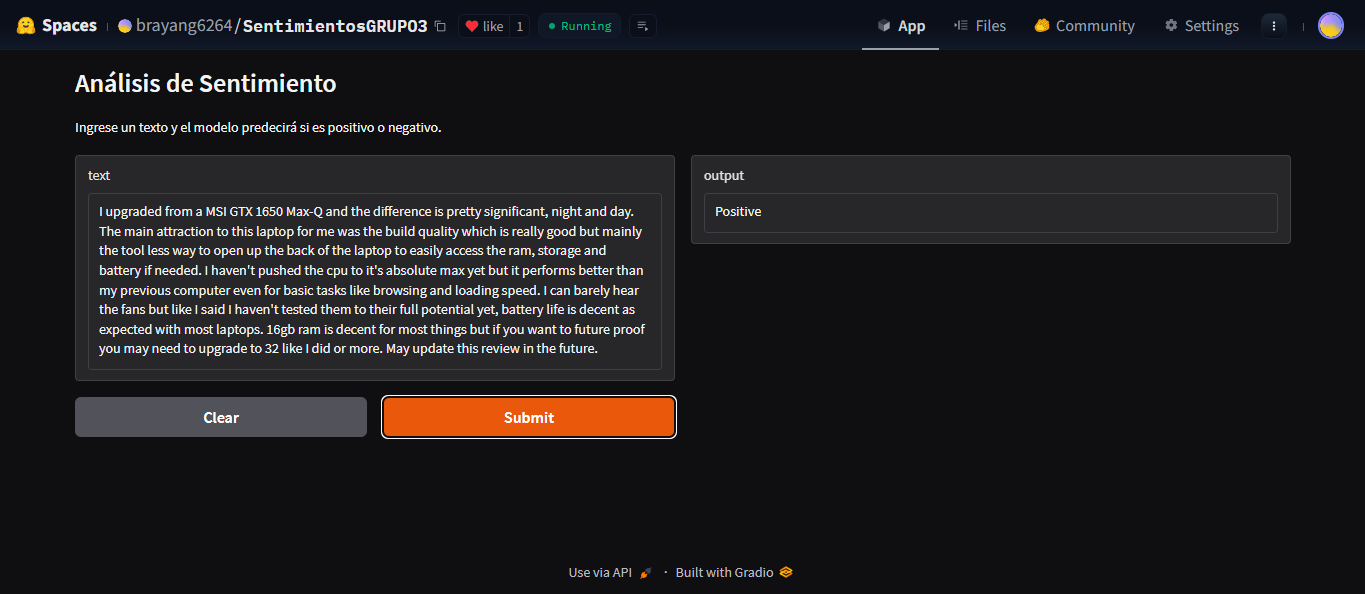 Spaces
brayang6264/SentimientosGRUPO3
like 1
Running
App
Files
Community
Settings
Análisis de Sentimiento
Ingrese un texto y el modelo predecirá si es positivo o negativo.
text
I upgraded from a MSI GTX 1650 Max-Q and the difference is pretty significant, night and day.
The main attraction to this laptop for me was the build quality which is really good but mainly
the tool less way to open up the back of the laptop to easily access the ram, storage and
battery if needed. I haven't pushed the cpu to it's absolute max yet but it performs better than
my previous computer even for basic tasks like browsing and loading speed. I can barely hear
the fans but like I said I haven't tested them to their full potential yet, battery life is decent as
expected with most laptops. 16gb ram is decent for most things but if you want to future proof
you may need to upgrade to 32 like I did or more. May update this review in the future.
output
Positive
Clear
Submit
Use via API · Built with Gradio